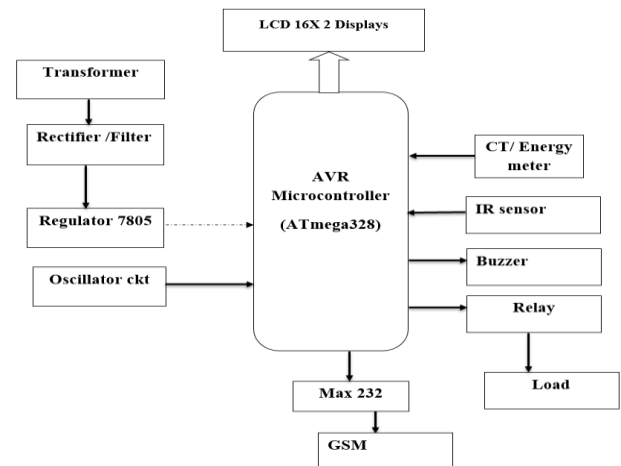 LCD 16X 2 Displays
Transformer
Rectifier /Filter
Regulator 7805
Oscillator ckt
AVR
Microcontroller
(ATmega328)
CT/ Energy
meter
IR sensor
Buzzer
Relay
Load
Max 232
GSM